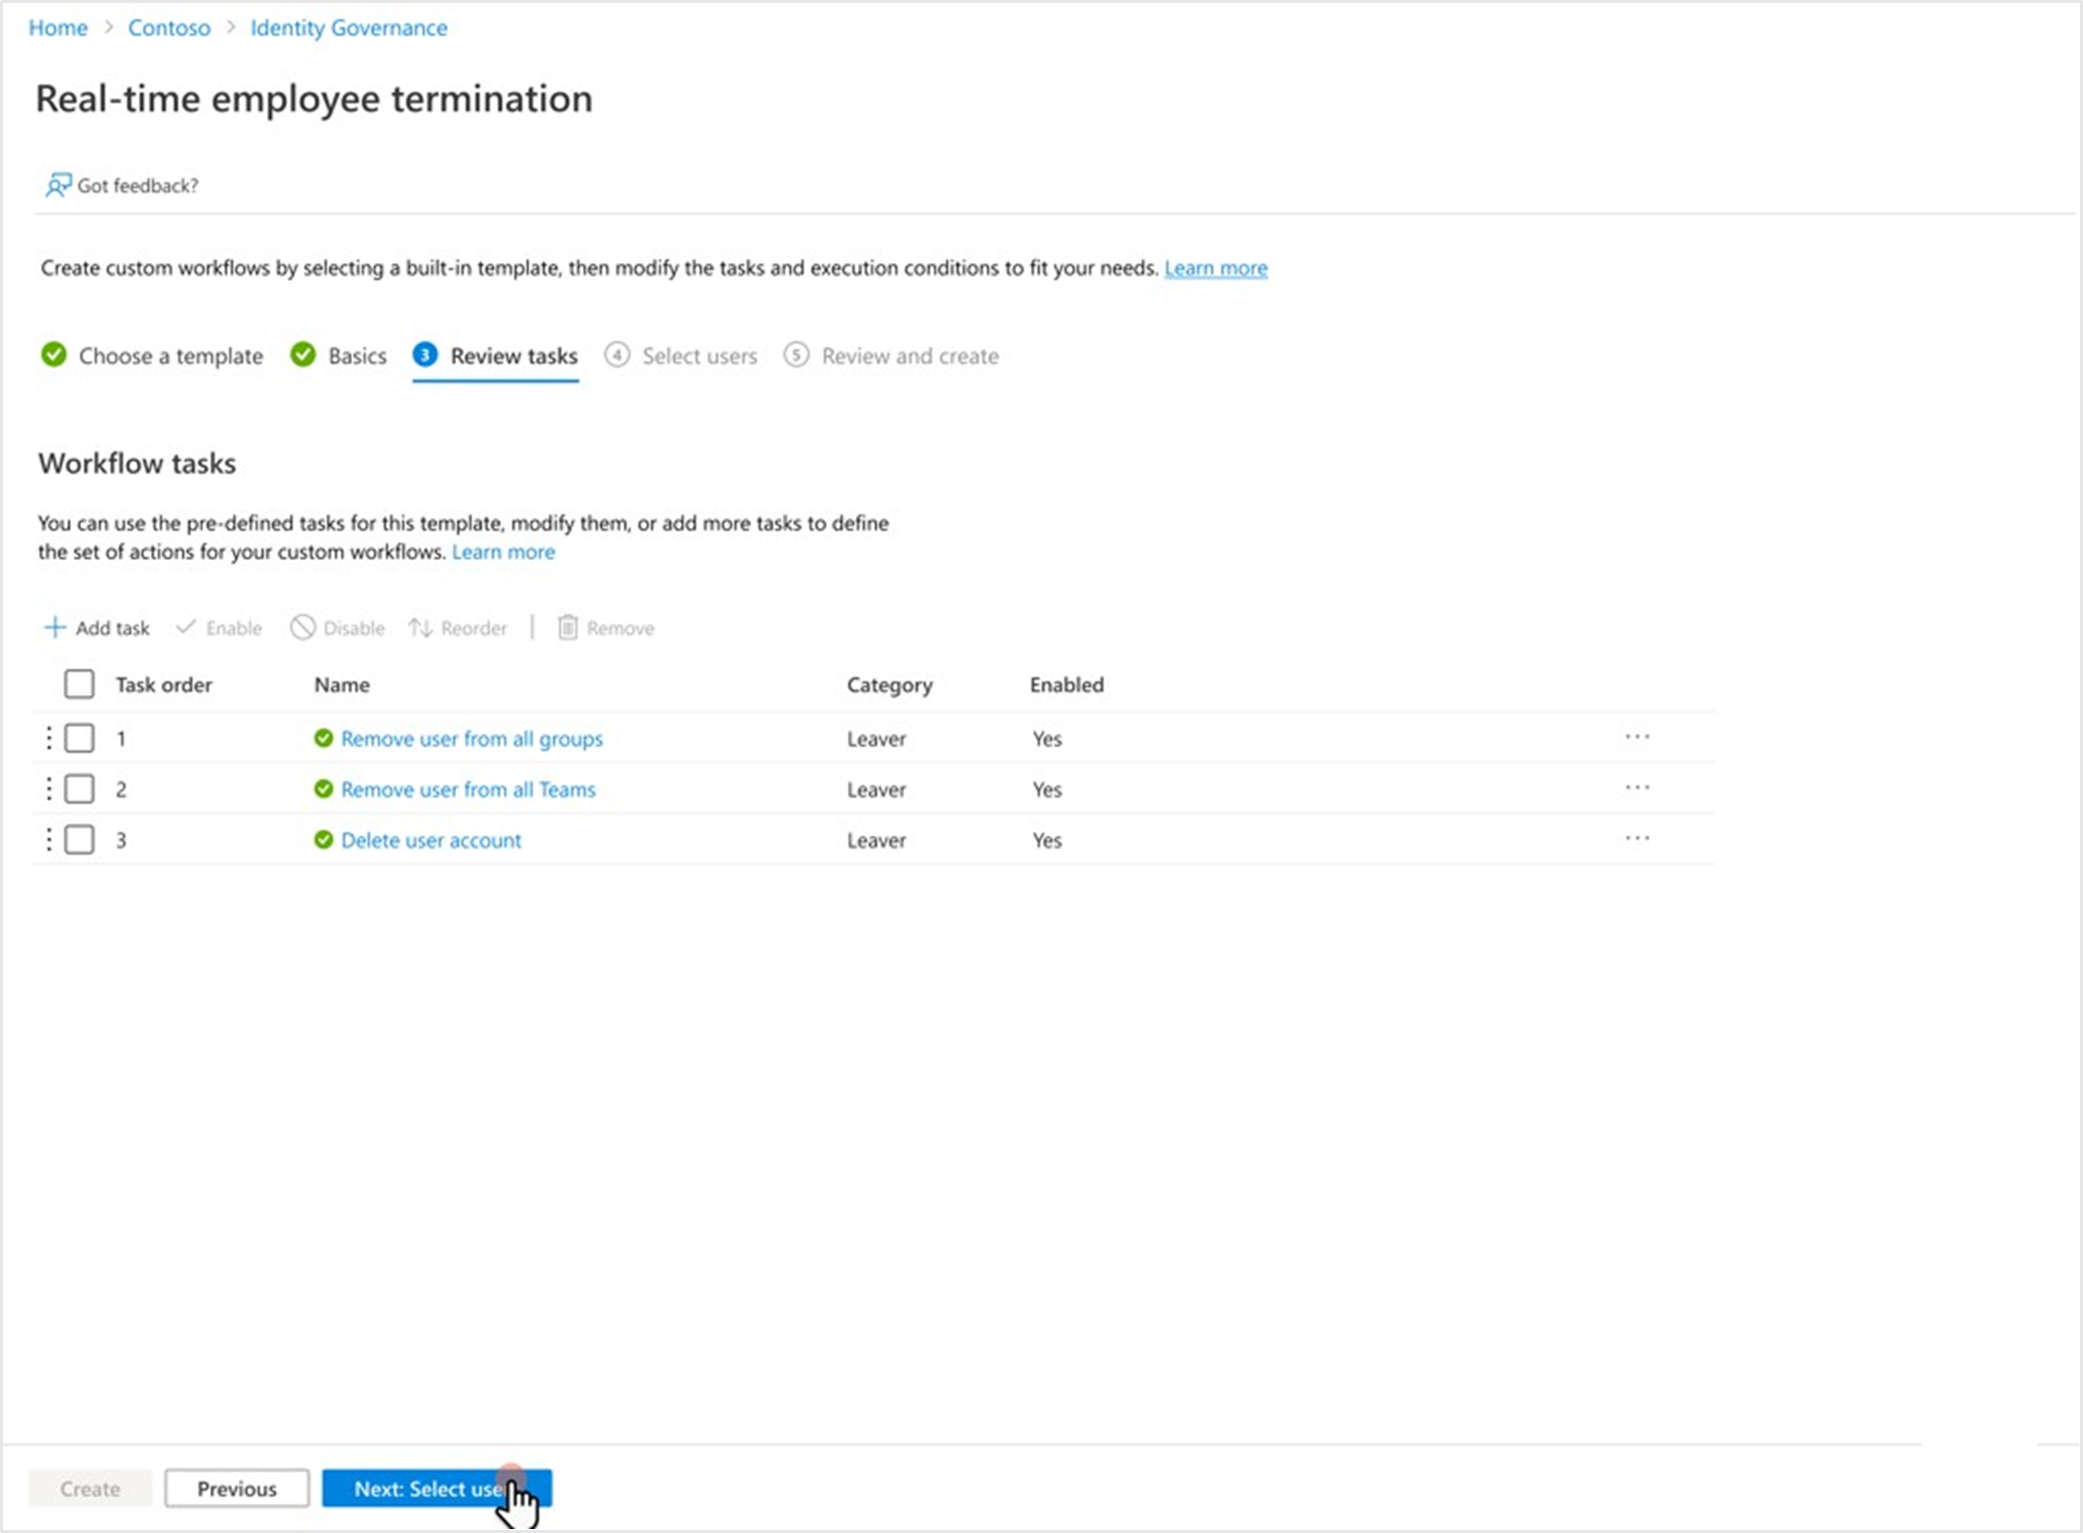 Home > Contoso > Identity Governance
Real-time employee termination
Got feedback?
Create custom workflows by selecting a built-in template, then modify the tasks and execution conditions to fit your needs. Learn more
Choose a template Basics 3 Review tasks 4 Select users 5 Review and create
Workflow tasks
You can use the pre-defined tasks for this template, modify them, or add more tasks to define
the set of actions for your custom workflows. Learn more
Add task Enable Disable Reorder | Remove
Task order Name Category Enabled
1 Remove user from all groups Leaver Yes ...
2 Remove user from all Teams Leaver Yes ...
3 Delete user account Leaver Yes ...
Create Previous Next: Select use